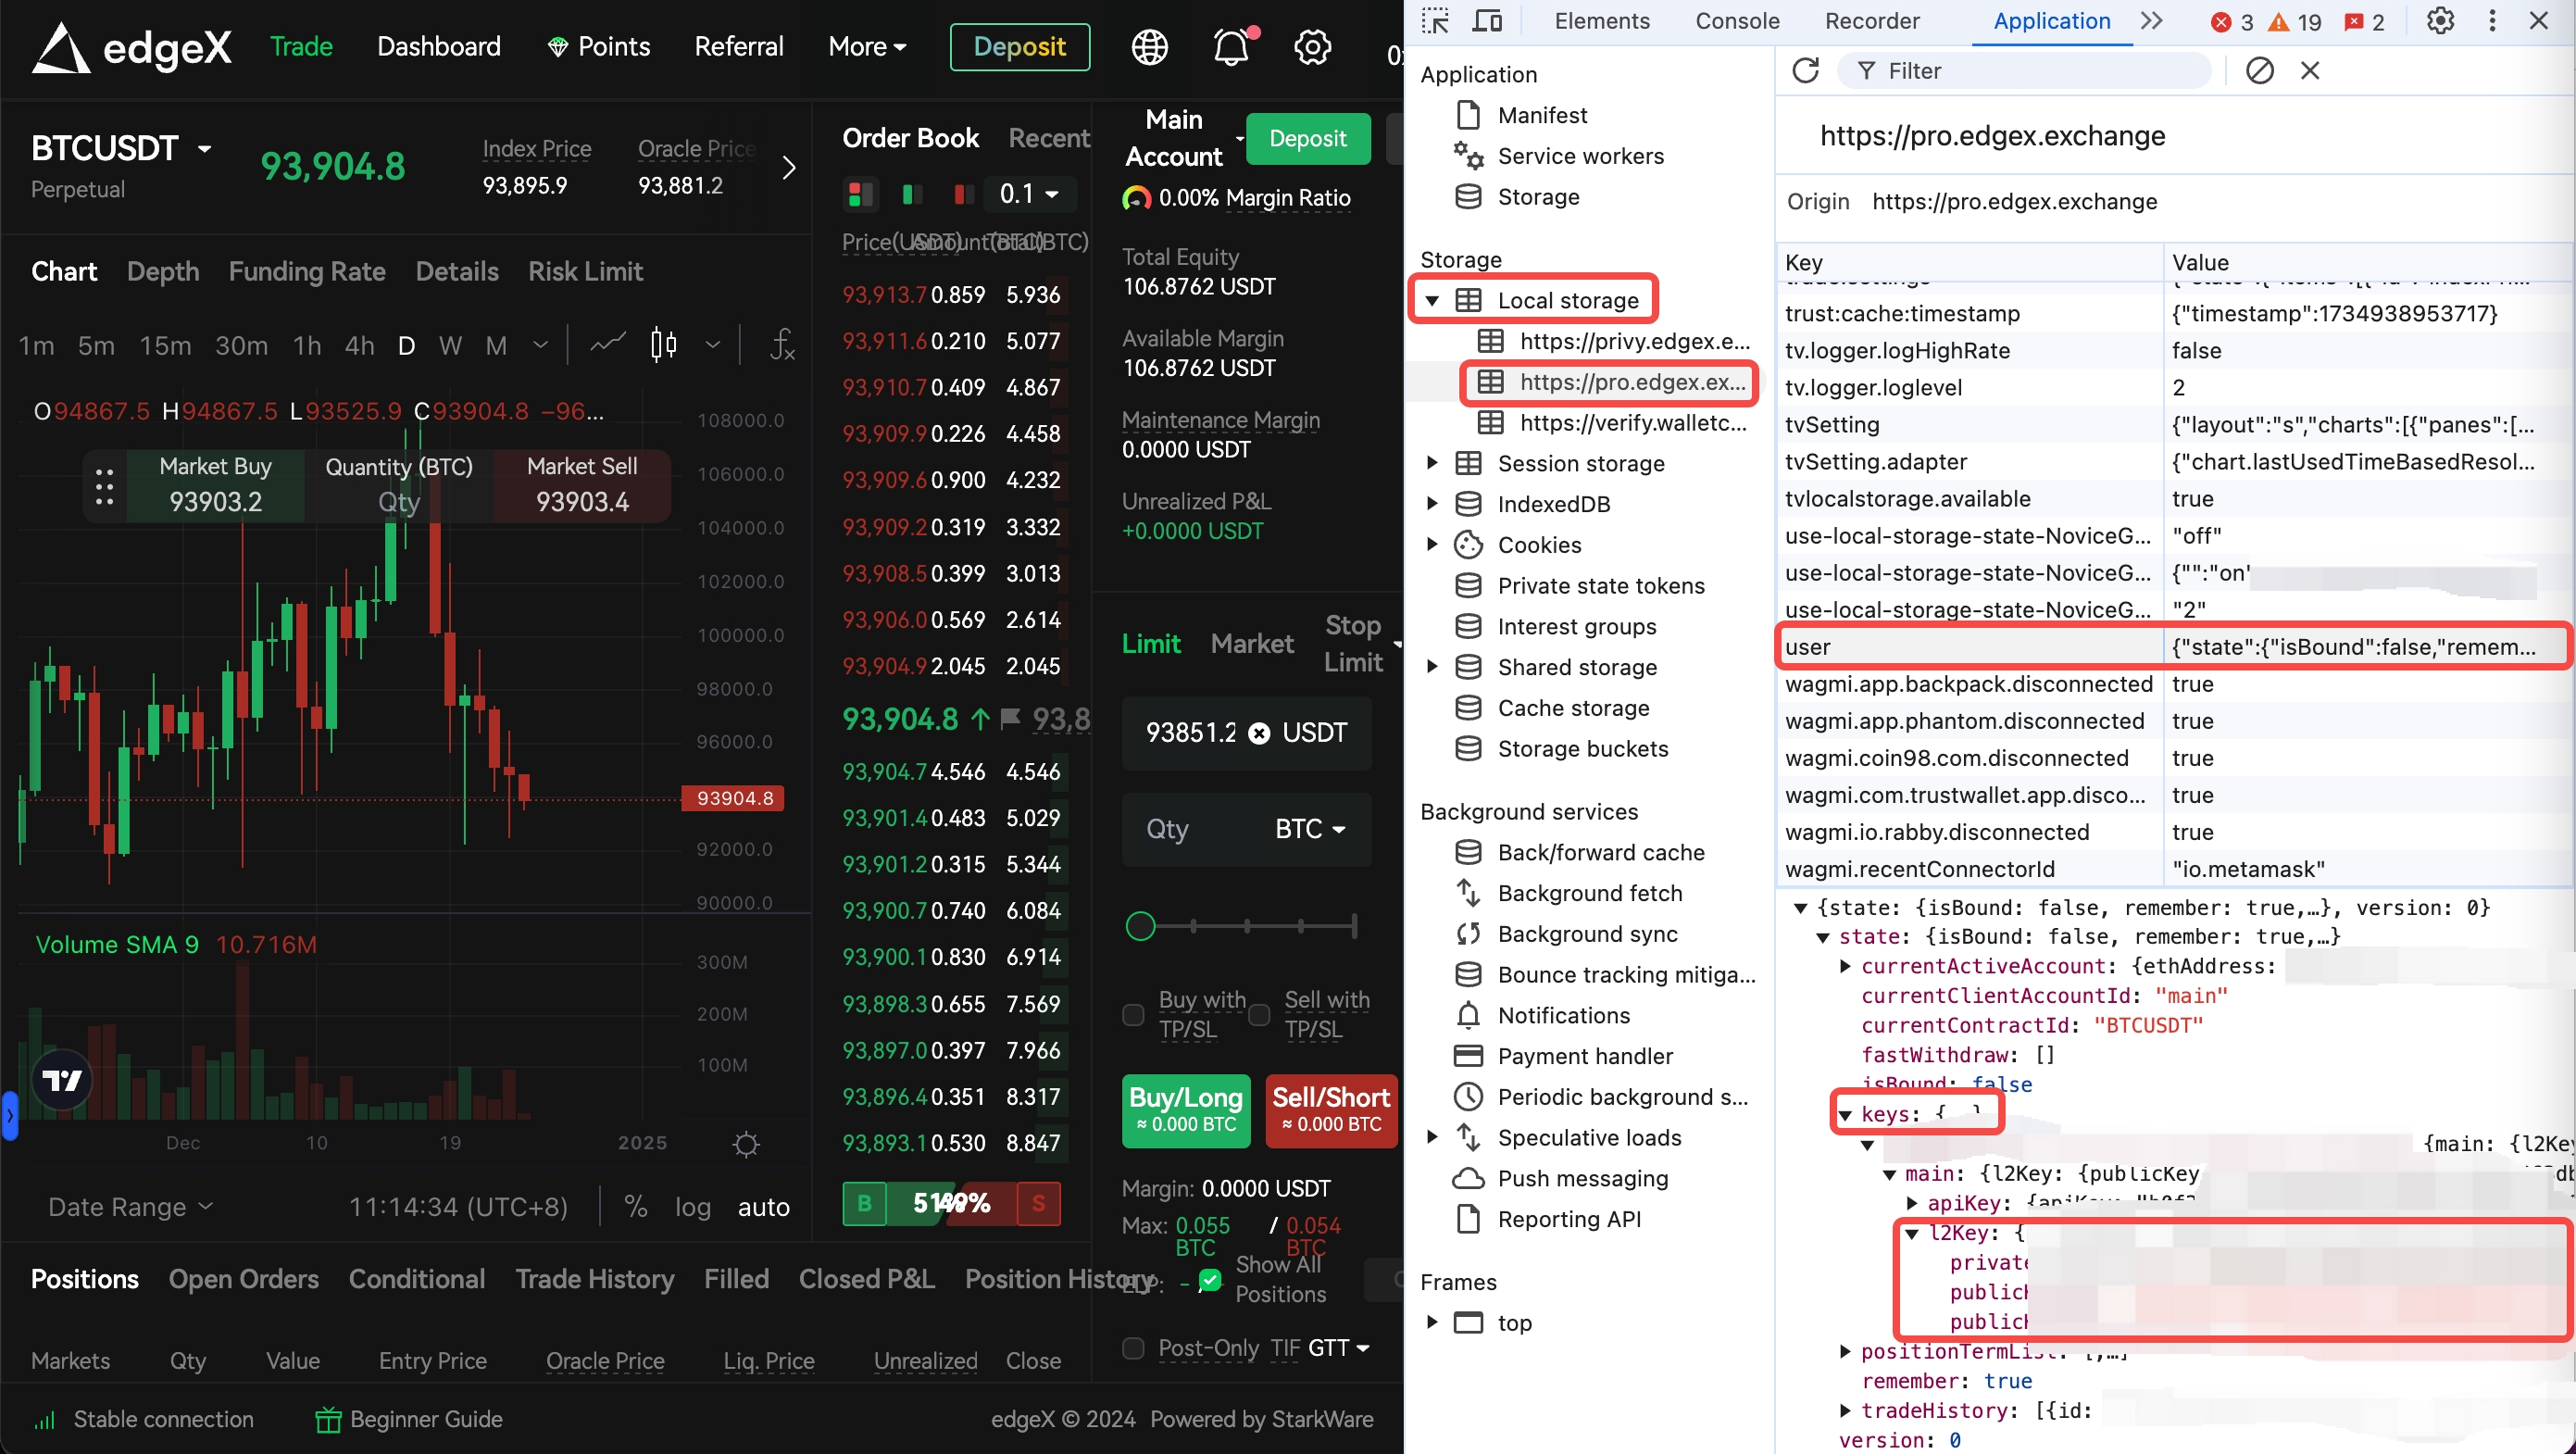 edgeX
Trade
Dashboard
Points
Referral
More
Deposit
BTCUSDT
Perpetual
93,904.8
Index Price
93,895.9
Oracle Price
93,881.2
Chart
Depth
Funding Rate
Details
Risk Limit
1m 5m 15m 30m 1h 4h D W M
O94867.5 H94867.5 L93525.9 C93904.8 −96...
Market Buy
93903.2
Quantity (BTC)
Qty
Market Sell
93903.4
108000.0
106000.0
104000.0
102000.0
100000.0
98000.0
96000.0
93904.8
92000.0
90000.0
Volume SMA 9 10.716M
300M
200M
100M
Dec 10 19 2025
Date Range
11:14:34 (UTC+8)
% log auto
Order Book
Recent
0.1
Price(USDT)
93,913.7 0.859 5.936
93,911.6 0.210 5.077
93,910.7 0.409 4.867
93,909.9 0.226 4.458
93,909.6 0.900 4.232
93,909.2 0.319 3.332
93,908.5 0.399 3.013
93,906.0 0.569 2.614
93,904.9 2.045 2.045
93,904.8 93,8
93,904.7 4.546 4.546
93,901.4 0.483 5.029
93,901.2 0.315 5.344
93,900.7 0.740 6.084
93,900.1 0.830 6.914
93,898.3 0.655 7.569
93,897.0 0.397 7.966
93,896.4 0.351 8.317
93,893.1 0.530 8.847
B
S
Main
Account
Deposit
0.00% Margin Ratio
Total Equity
106.8762 USDT
Available Margin
106.8762 USDT
Maintenance Margin
0.0000 USDT
Unrealized P&L
+0.0000 USDT
Limit
Market
Stop
Limit
93851.2 USDT
Qty BTC
Buy with
TP/SL
Sell with
TP/SL
Buy/Long
≈ 0.000 BTC
Sell/Short
≈ 0.000 BTC
Margin: 0.0000 USDT
Max: 0.055
BTC
/ 0.054
BTC
Show All
Positions
Post-Only TIF GTT
Positions
Open Orders
Conditional
Trade History
Filled
Closed P&L
Position History
Markets
Qty
Value
Entry Price
Oracle Price
Liq. Price
Unrealized
Close
Stable connection
Beginner Guide
edgeX © 2024
Powered by StarkWare
Elements
Console
Recorder
Application
3
19
2
Application
Manifest
Service workers
Storage
Storage
Local storage
https://privy.edgex.e...
https://pro.edgex.ex...
https://verify.walletc...
Session storage
IndexedDB
Cookies
Private state tokens
Interest groups
Shared storage
Cache storage
Storage buckets
Background services
Back/forward cache
Background fetch
Background sync
Bounce tracking mitiga...
Notifications
Payment handler
Periodic background s...
Speculative loads
Push messaging
Reporting API
Frames
top
Filter
https://pro.edgex.exchange
Origin https://pro.edgex.exchange
Key Value
trust:cache:timestamp {"timestamp":1734938953717}
tv.logger.logHighRate false
tv.logger.loglevel 2
tvSetting {"layout":"s","charts":[{"panes":[...
tvSetting.adapter {"chart.lastUsedTimeBasedResol...
tvlocalstorage.available true
use-local-storage-state-NoviceG... "off"
use-local-storage-state-NoviceG... {"":"on"
use-local-storage-state-NoviceG... "2"
user {"state":{"isBound":false,"remem...
wagmi.app.backpack.disconnected true
wagmi.app.phantom.disconnected true
wagmi.coin98.com.disconnected true
wagmi.com.trustwallet.app.disco... true
wagmi.io.rabby.disconnected true
wagmi.recentConnectorId "io.metamask"
{state: {isBound: false, remember: true,…}, version: 0}
state: {isBound: false, remember: true,…}
currentActiveAccount: {ethAddress:
currentClientAccountId: "main"
currentContractId: "BTCUSDT"
fastWithdraw: []
isBound: false
keys: {
{main: {l2Key
main: {l2Key: {publicKey
apiKey:
l2Key: {
private
public
public
positionTermList:
remember: true
tradeHistory: [{id:
version: 0